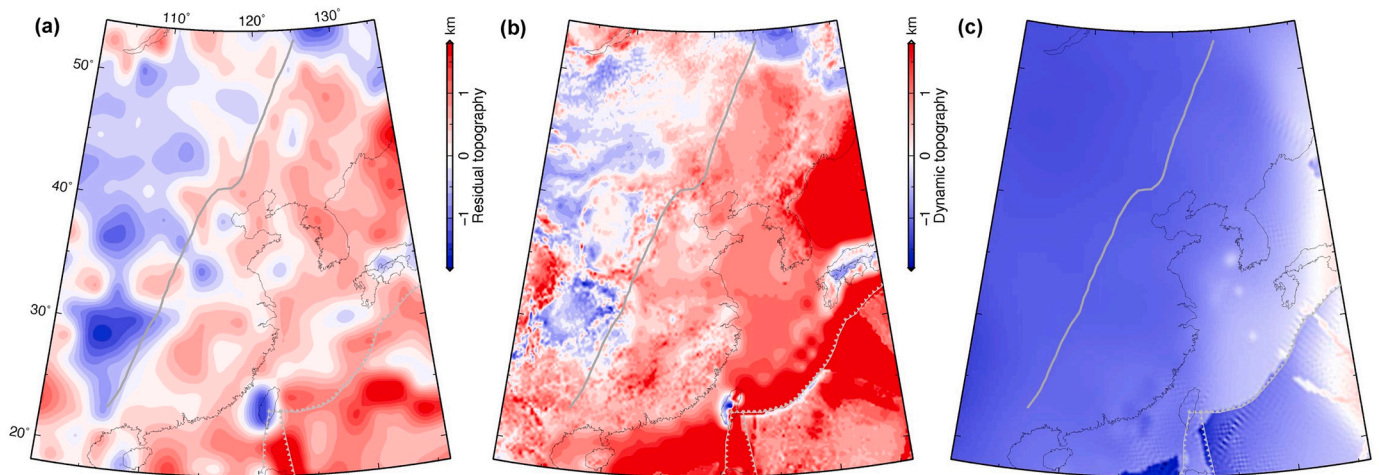 (a)
110°
120°
130°
50°
40°
30°
20°
km
1
0
−1
Residual topography
(b)
km
1
0
−1
Dynamic topography
(c)